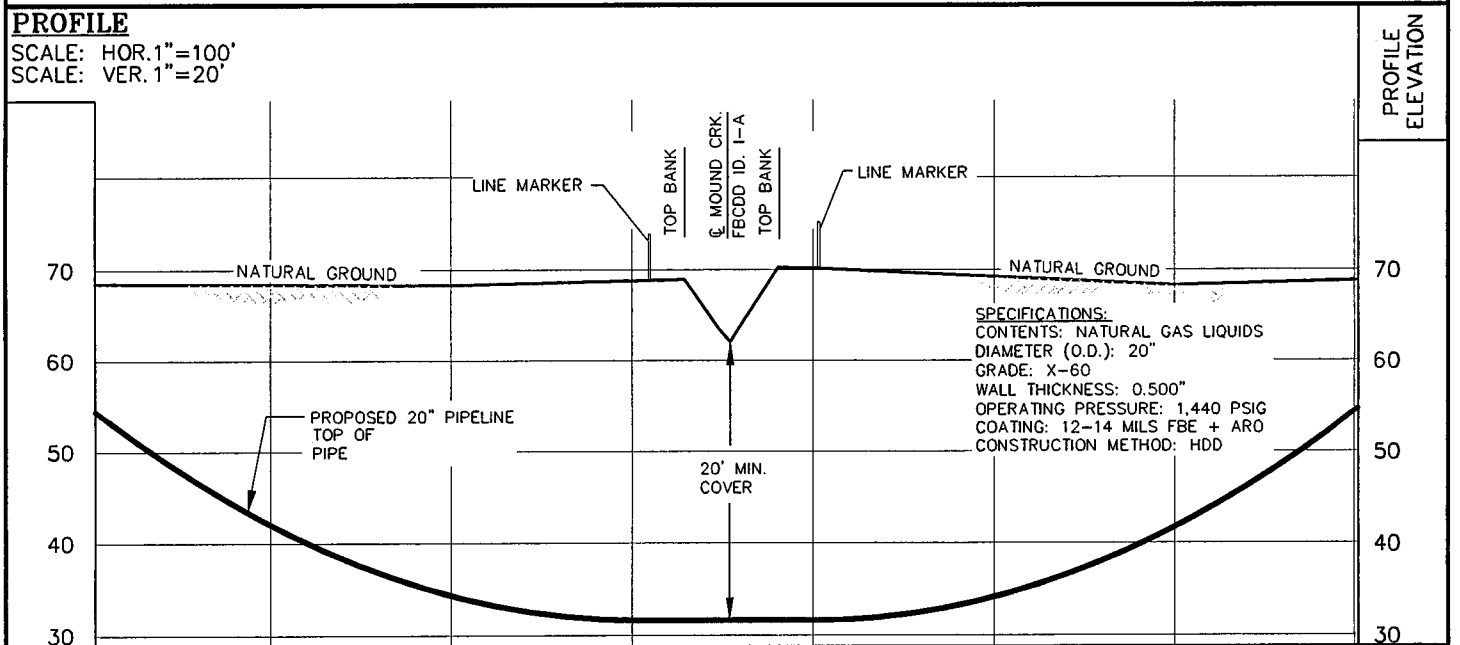 PROFILE
SCALE: HOR.1"=100'
SCALE: VER.1"=20'
PROFILE
ELEVATION
LINE MARKER
TOP BANK
℄ MOUND CRK.
FBCDD ID. I-A
TOP BANK
LINE MARKER
70
NATURAL GROUND
NATURAL GROUND
70
SPECIFICATIONS:
CONTENTS: NATURAL GAS LIQUIDS
DIAMETER (O.D.): 20"
GRADE: X-60
WALL THICKNESS: 0.500"
OPERATING PRESSURE: 1,440 PSIG
COATING: 12-14 MILS FBE + ARO
CONSTRUCTION METHOD: HDD
60
60
PROPOSED 20" PIPELINE
TOP OF
PIPE
50
50
20' MIN.
COVER
40
40
30
30